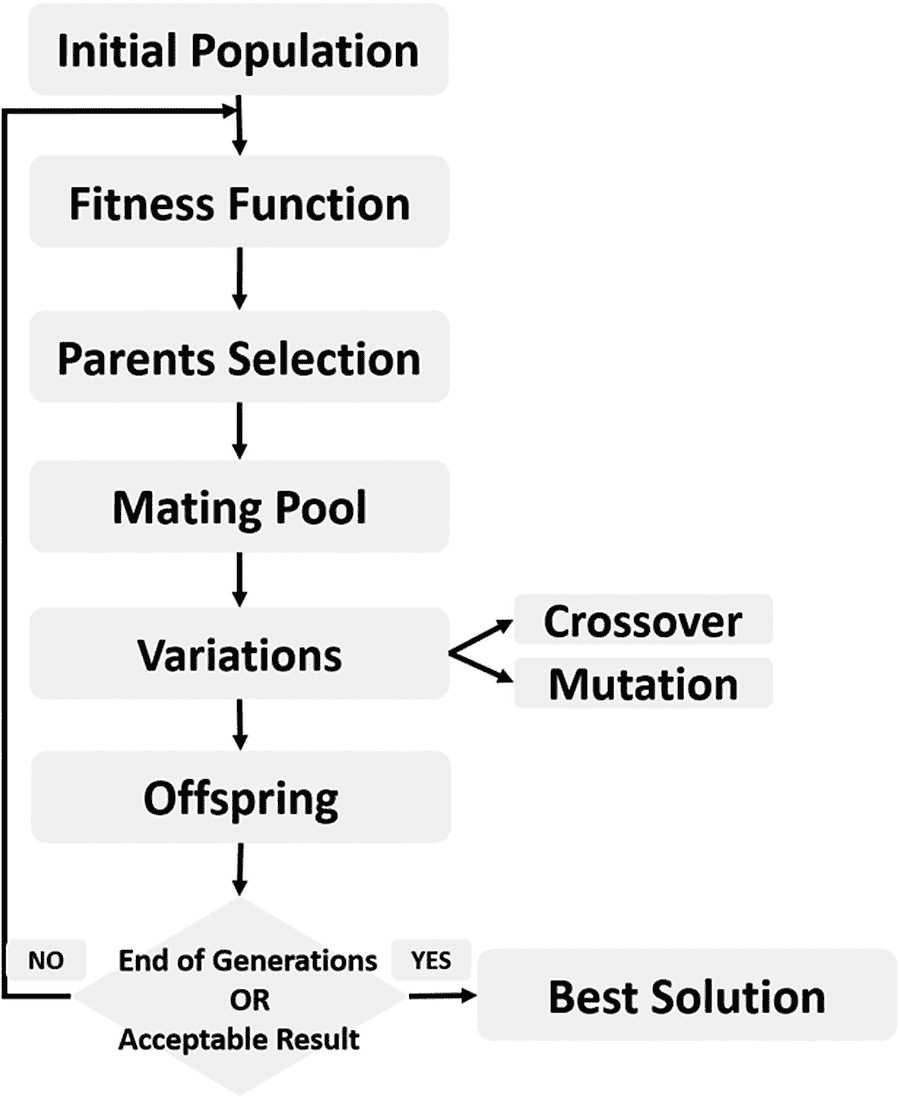 Initial Population
Fitness Function
Parents Selection
Mating Pool
Variations
Crossover
Mutation
Offspring
NO
End of Generations
OR
Acceptable Result
YES
Best Solution